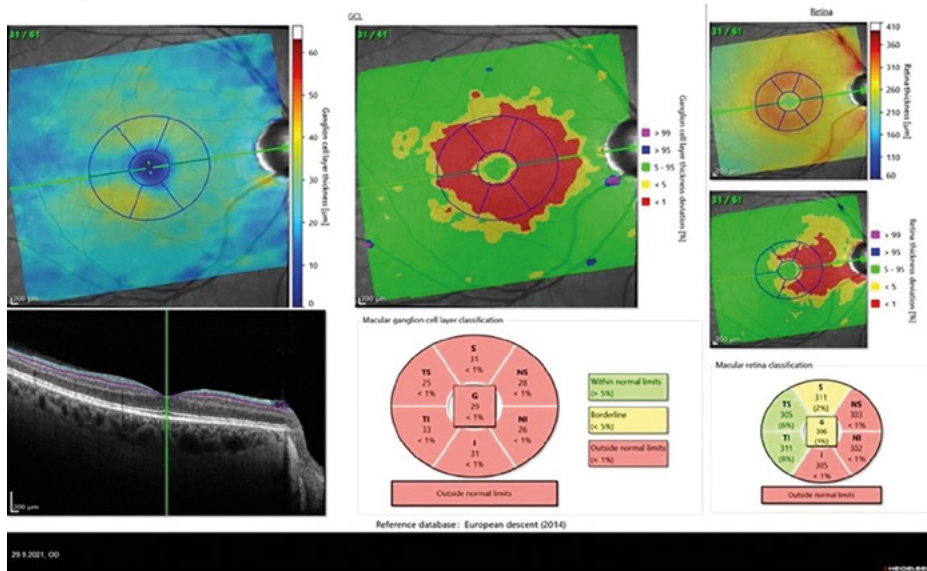 GCL
Retina
31 / 61
60
50
40
30
20
10
0
Ganglion cell layer thickness [µm]
200 µm
31 / 61
> 99
> 95
5 - 95
< 5
< 1
Ganglion cell layer thickness deviation [%]
200 µm
31 / 61
410
360
310
260
210
160
110
60
Retina thickness [µm]
200 µm
31 / 61
> 99
> 95
5 - 95
< 5
< 1
Retina thickness deviation [%]
200 µm
200 µm
Macular ganglion cell layer classification
S
31
< 1%
TS
25
< 1%
NS
28
< 1%
G
29
< 1%
TI
33
< 1%
NI
26
< 1%
I
31
< 1%
Outside normal limits
Within normal limits
(> 5%)
Borderline
(< 5%)
Outside normal limits
(< 1%)
Macular retina classification
S
311
(2%)
TS
305
(6%)
NS
303
< 1%
G
306
(1%)
TI
311
(8%)
NI
302
< 1%
I
305
< 1%
Outside normal limits
Reference database: European descent (2014)
29.9.2021, OD